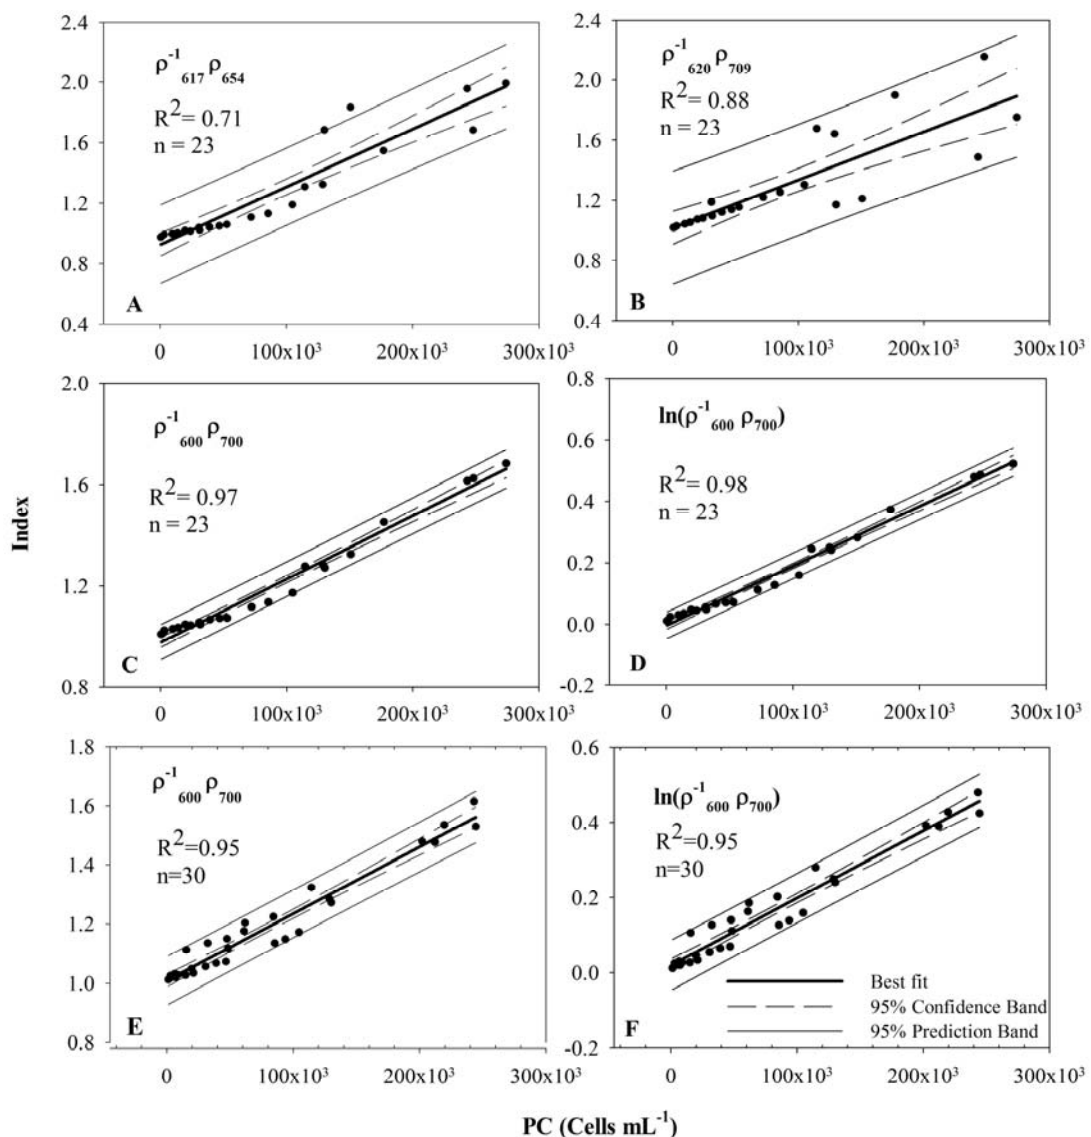 2.4
2.0
1.6
1.2
0.8
0.4
ρ⁻¹₆₁₇ ρ₆₅₄
R²= 0.71
n = 23
A
0 100x10³ 200x10³ 300x10³
2.4
2.0
1.6
1.2
0.8
0.4
ρ⁻¹₆₂₀ ρ₇₀₉
R²= 0.88
n = 23
B
0 100x10³ 200x10³ 300x10³
Index
2.0
1.6
1.2
0.8
ρ⁻¹₆₀₀ ρ₇₀₀
R²= 0.97
n = 23
C
0 100x10³ 200x10³ 300x10³
0.8
0.6
0.4
0.2
0.0
-0.2
ln(ρ⁻¹₆₀₀ ρ₇₀₀)
R²= 0.98
n = 23
D
0 100x10³ 200x10³ 300x10³
1.8
1.6
1.4
1.2
1.0
0.8
ρ⁻¹₆₀₀ ρ₇₀₀
R²=0.95
n=30
E
0 100x10³ 200x10³ 300x10³
0.6
0.4
0.2
0.0
-0.2
ln(ρ⁻¹₆₀₀ ρ₇₀₀)
R²=0.95
n=30
Best fit
95% Confidence Band
95% Prediction Band
F
0 100x10³ 200x10³ 300x10³
PC (Cells mL⁻¹)